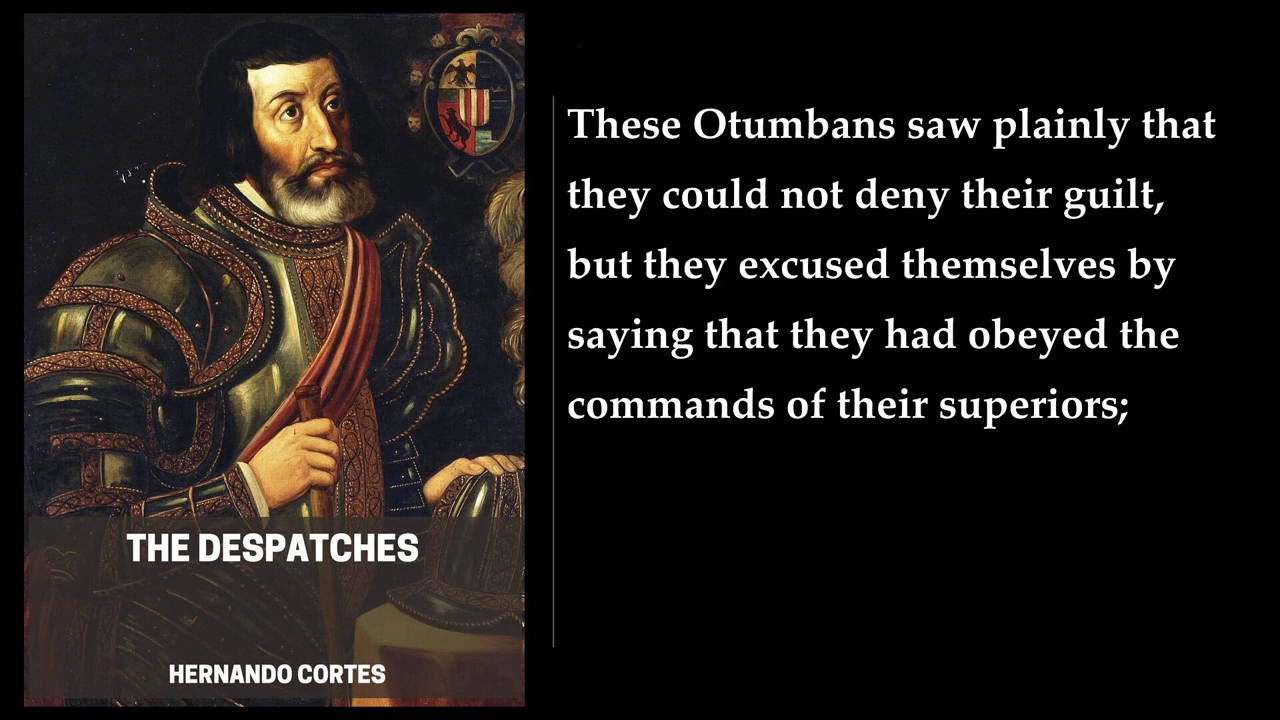 THE DESPATCHES
HERNANDO CORTES
These Otumbans saw plainly that
they could not deny their guilt,
but they excused themselves by
saying that they had obeyed the
commands of their superiors;